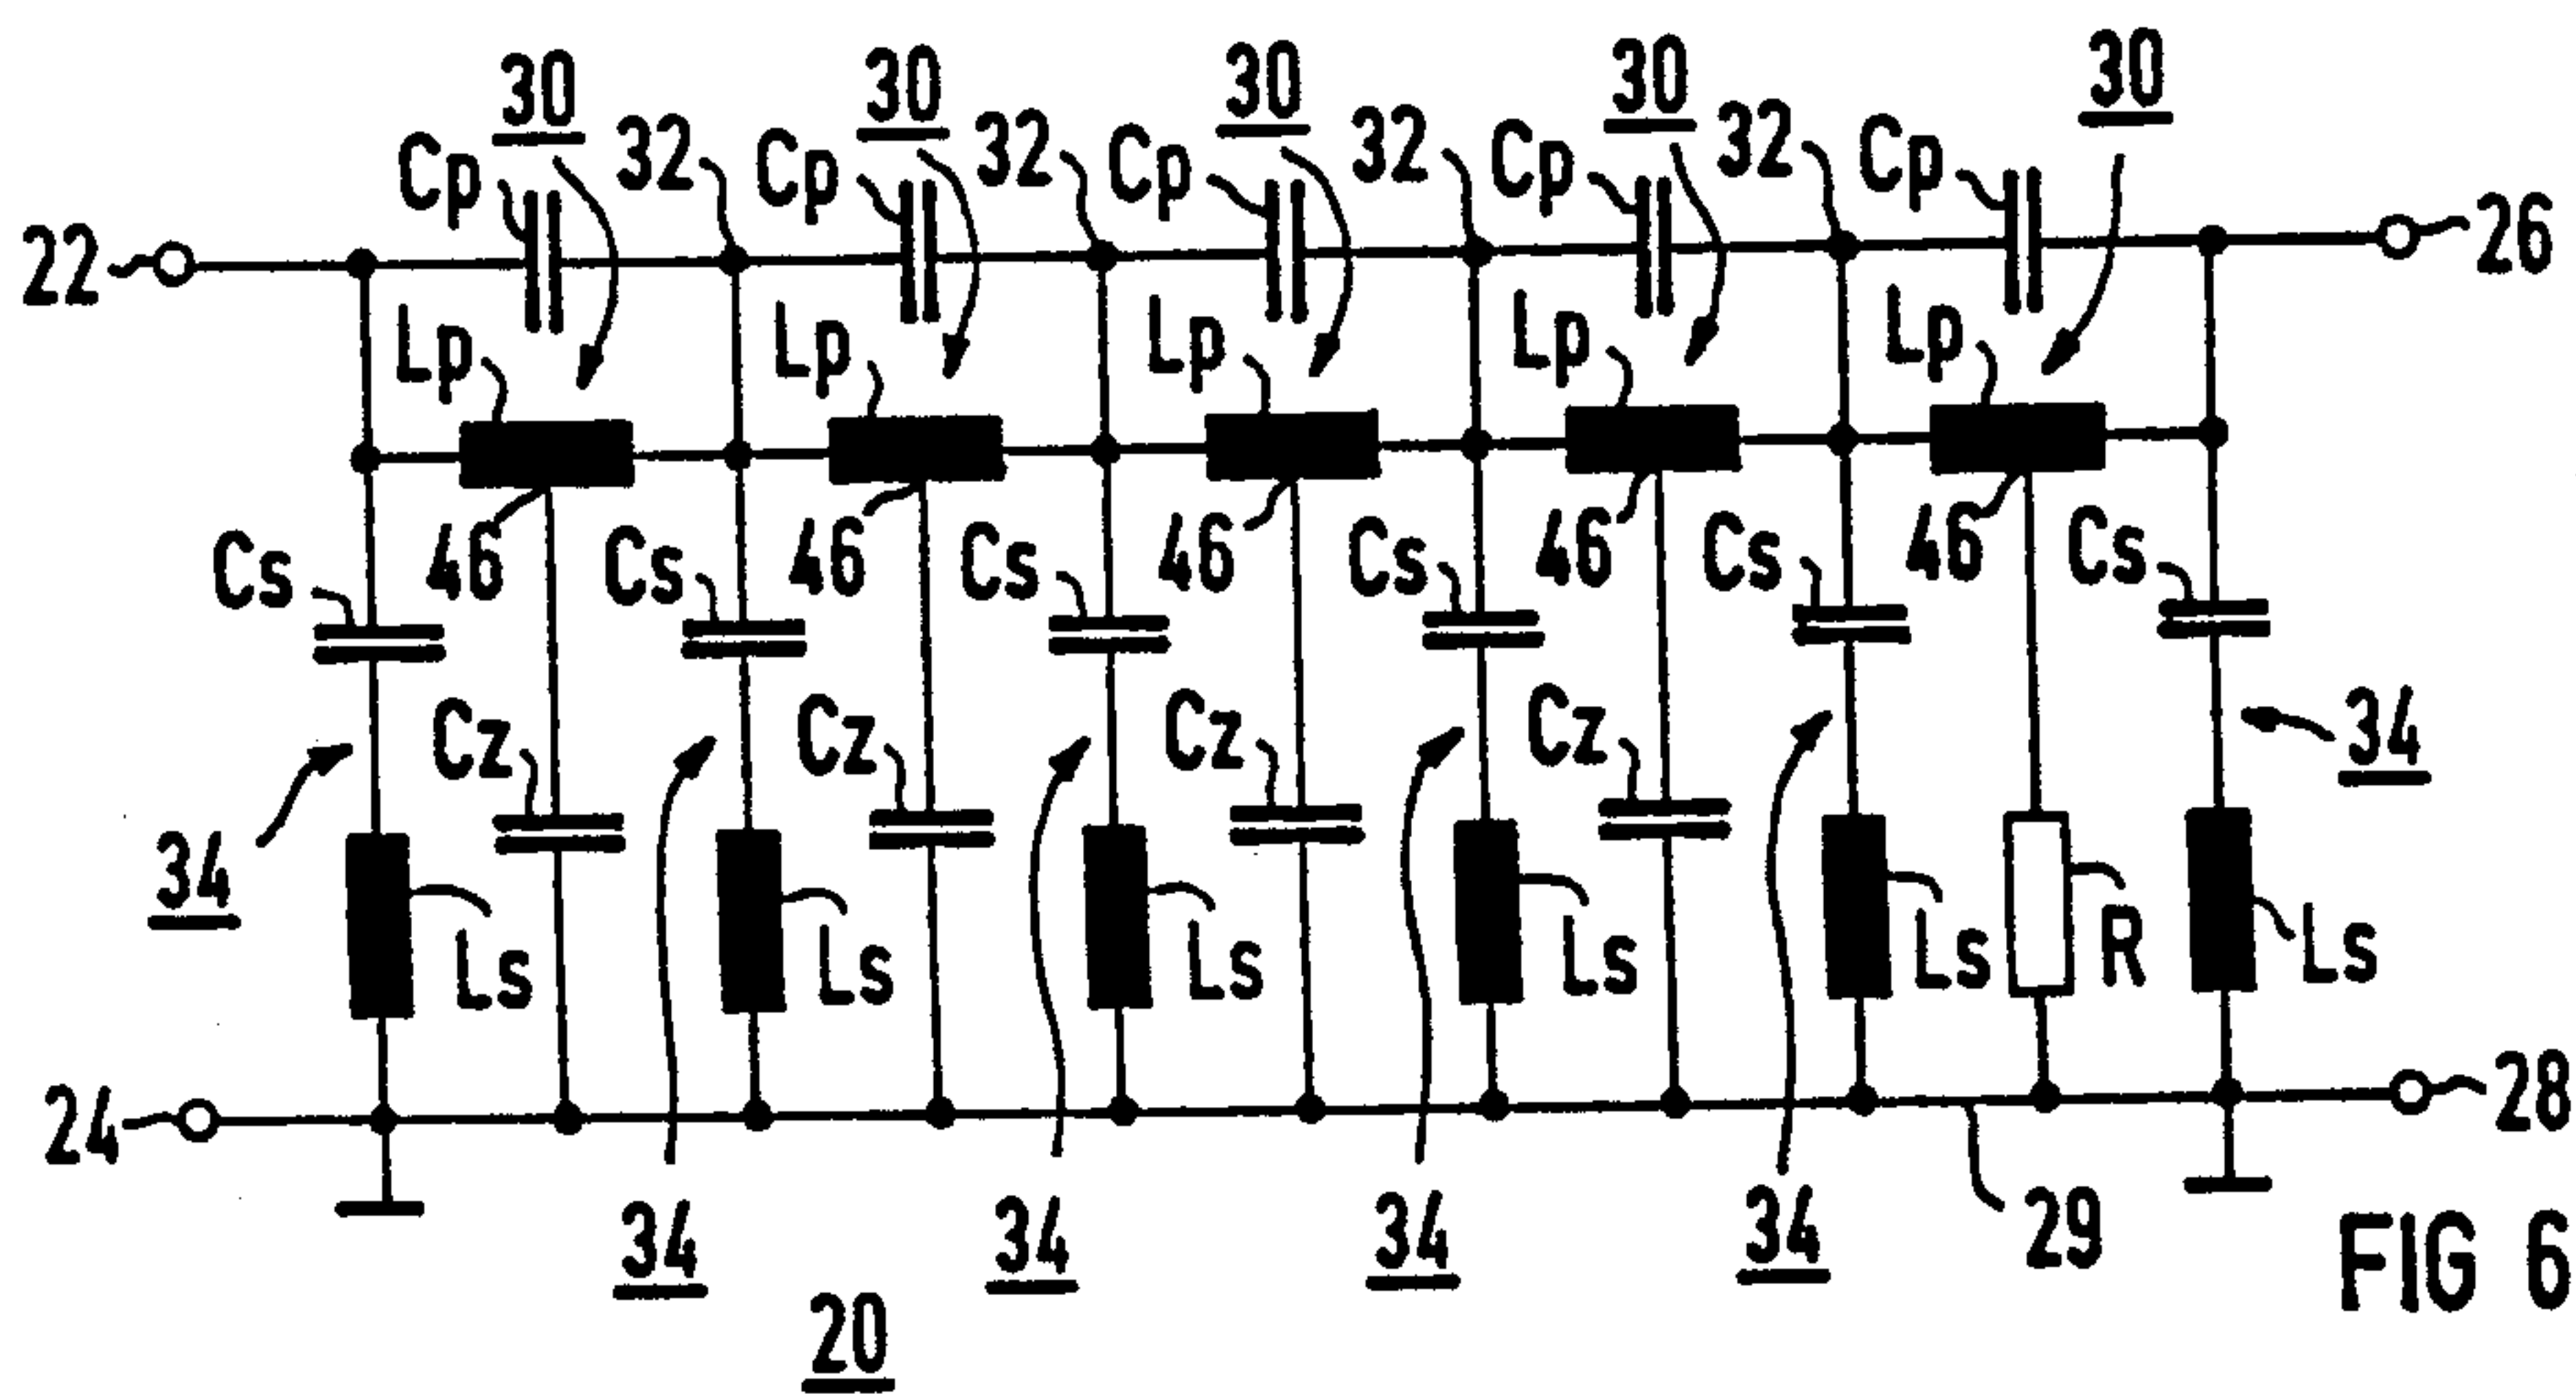 30 30 30 30 30
Cp 32 Cp 32 Cp 32 Cp 32 Cp
22 26
Lp Lp Lp Lp Lp
Cs 46 Cs 46 Cs 46 Cs 46 Cs 46 Cs
Cz Cz Cz Cz 34
34 Ls Ls Ls Ls Ls R Ls
24 28
34 34 34 34 29
FIG 6
20